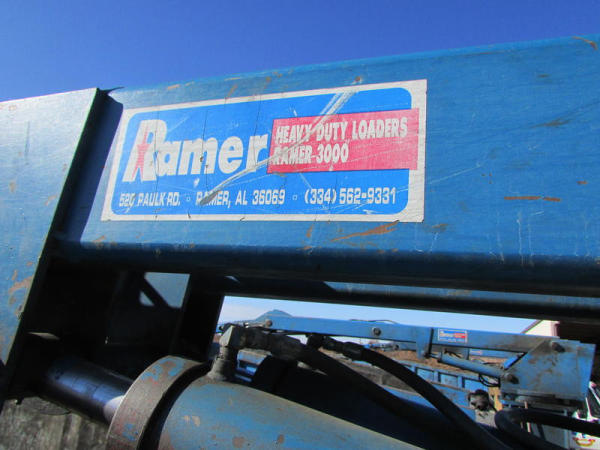 Ramer
HEAVY DUTY LOADERS
RAMER 3000
520 PAULK RD. · RAMER, AL 36069 · (334) 562-9331